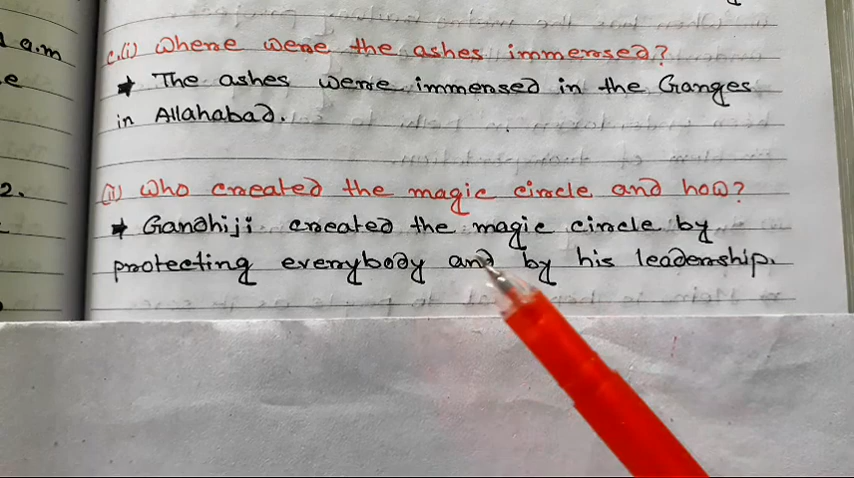 1 a.m
e
2.
c.(i) Where were the ashes immersed?
★ The ashes were immersed in the Ganges
in Allahabad.
(ii) Who created the magic circle and how?
★ Gandhiji created the magic circle by
protecting everybody and by his leadership.